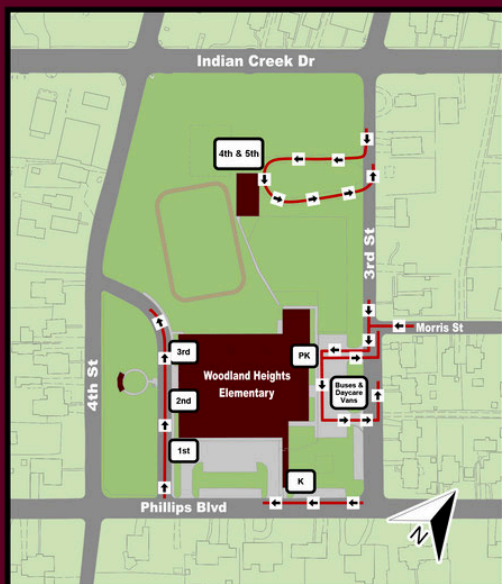 Indian Creek Dr
4th & 5th
3rd St
Morris St
3rd
PK
Woodland Heights
Elementary
4th St
2nd
Buses &
Daycare
Vans
1st
K
Phillips Blvd
N